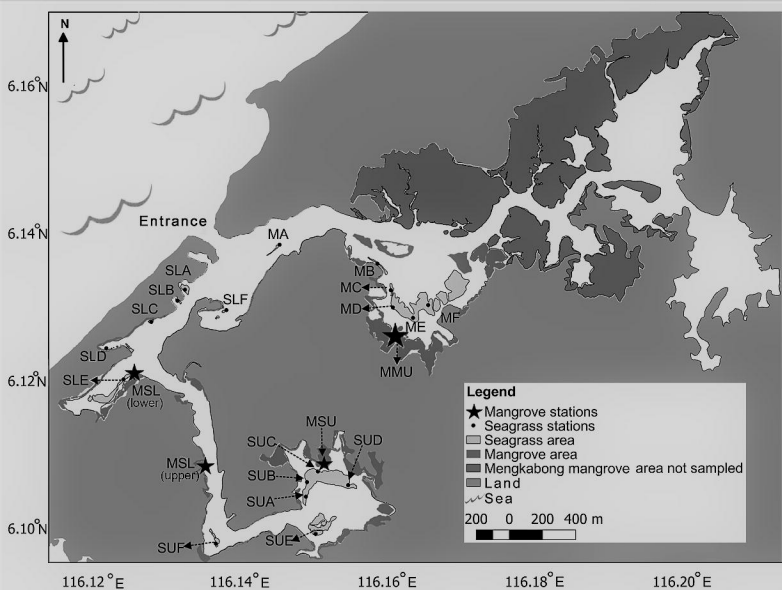 N
6.16°N
6.14°N
6.12°N
6.10°N
Entrance
MA
SLA
SLB
SLC
SLF
SLD
SLE
MSL
(lower)
MB
MC
MD
ME
MF
MMU
MSL
(upper)
MSU
SUC
SUD
SUB
SUA
SUE
SUF
Legend
Mangrove stations
Seagrass stations
Seagrass area
Mangrove area
Mengkabong mangrove area not sampled
Land
Sea
200 0 200 400 m
116.12°E
116.14°E
116.16°E
116.18°E
116.20°E